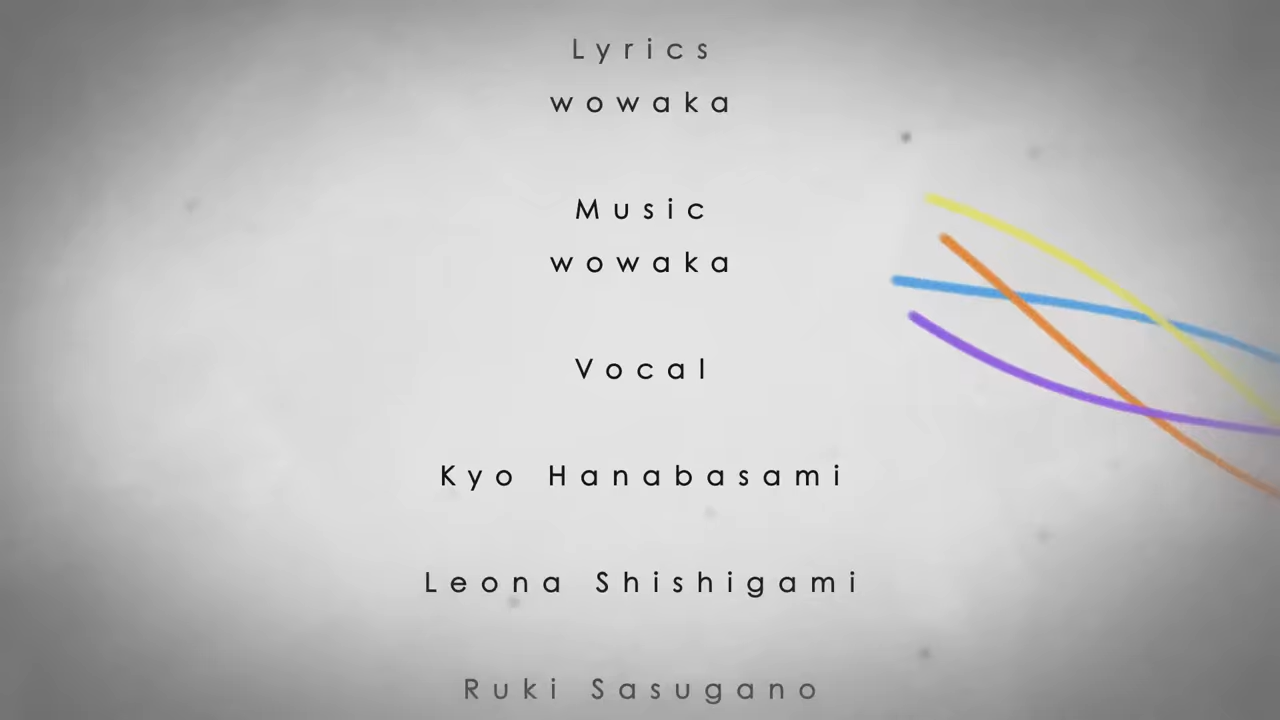 Lyrics
wowaka
Music
wowaka
Vocal
Kyo Hanabasami
Leona Shishigami
Ruki Sasugano